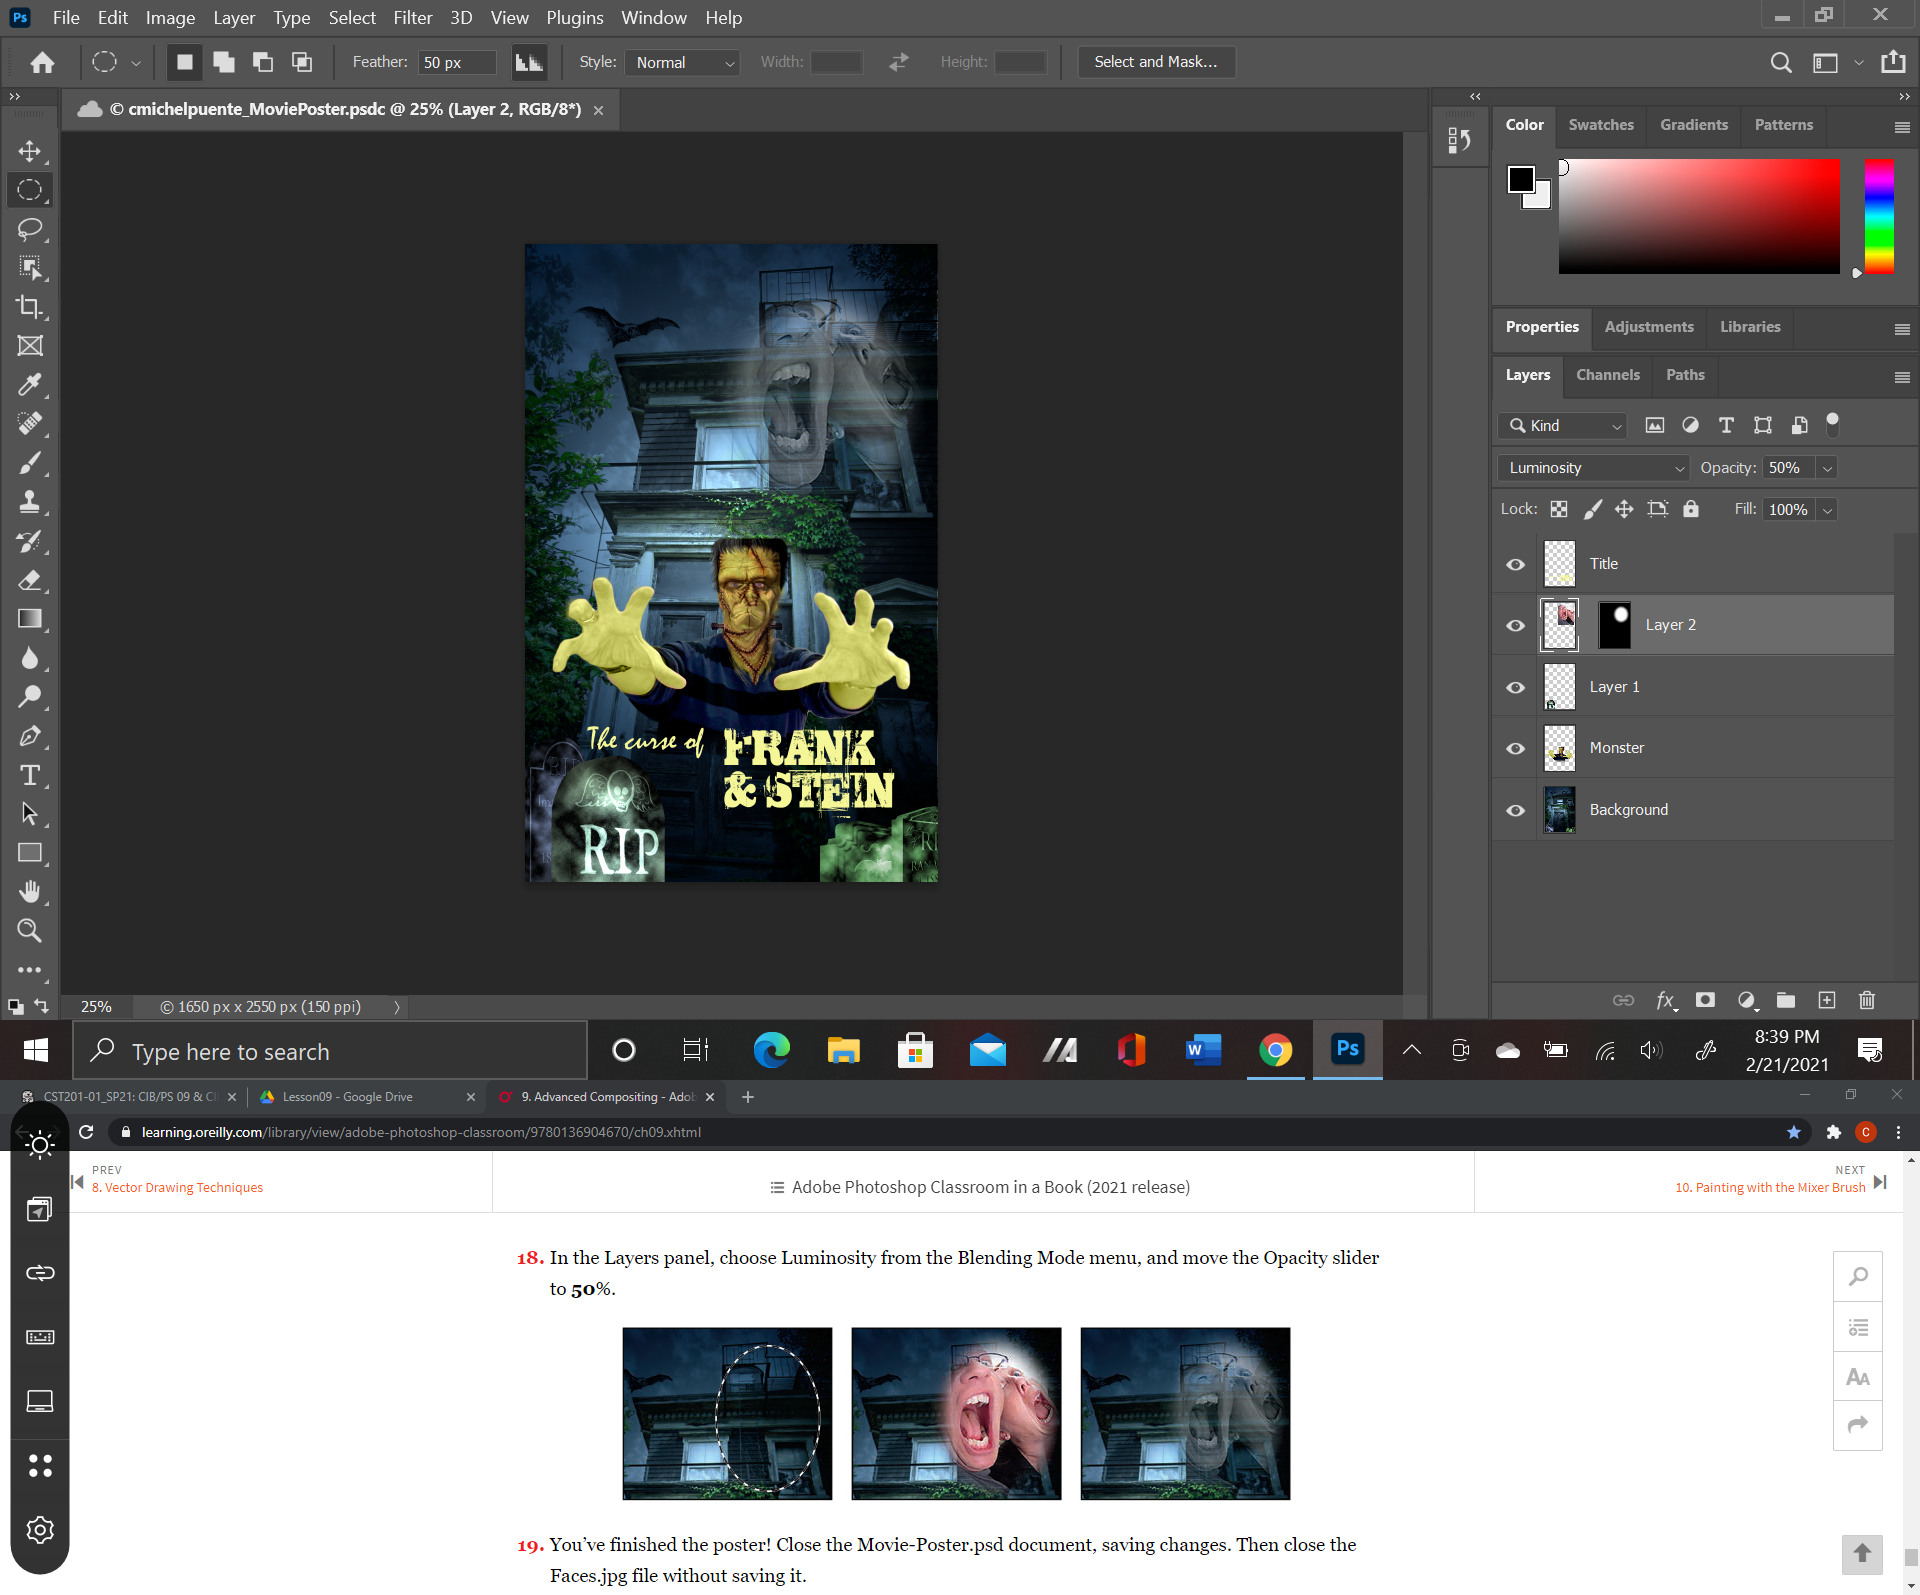 Ps File Edit Image Layer Type Select Filter 3D View Plugins Window Help
Feather: 50 px Style: Normal Width: Height: Select and Mask...
© cmichelpuente_MoviePoster.psdc @ 25% (Layer 2, RGB/8*) ×
Color Swatches Gradients Patterns
Properties Adjustments Libraries
Layers Channels Paths
Kind
Luminosity Opacity: 50%
Lock: Fill: 100%
Title
Layer 2
Layer 1
Monster
Background
The curse of FRANK
& STEIN
RIP
RIP
25% © 1650 px x 2550 px (150 ppi)
Type here to search
8:39 PM
2/21/2021
CST201-01_SP21: CIB/PS 09 & CI
Lesson09 - Google Drive
9. Advanced Compositing - Adob
learning.oreilly.com/library/view/adobe-photoshop-classroom/9780136904670/ch09.xhtml
C
PREV
8. Vector Drawing Techniques
Adobe Photoshop Classroom in a Book (2021 release)
NEXT
10. Painting with the Mixer Brush
18. In the Layers panel, choose Luminosity from the Blending Mode menu, and move the Opacity slider
to 50%.
19. You’ve finished the poster! Close the Movie-Poster.psd document, saving changes. Then close the
Faces.jpg file without saving it.